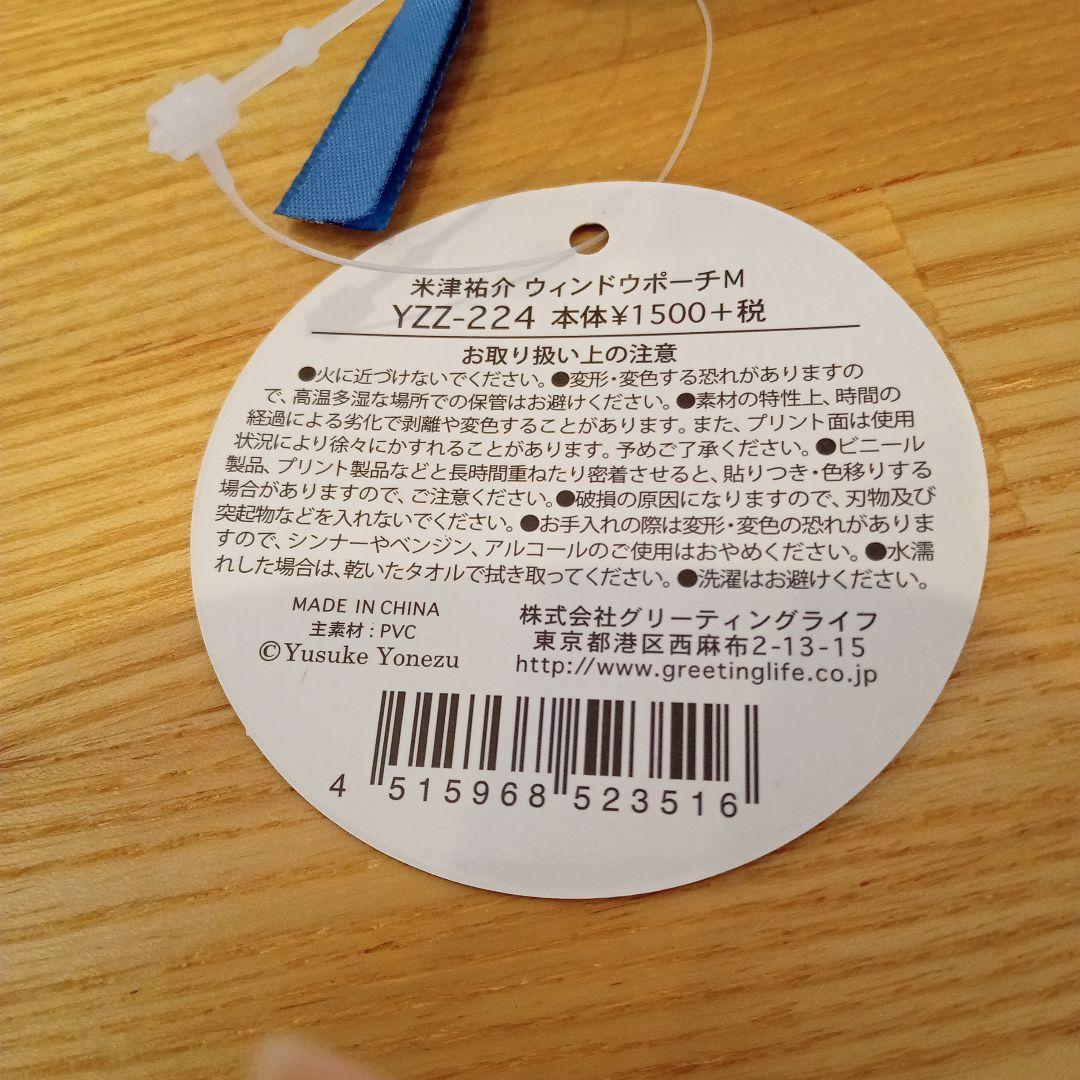 米津祐介 ウィンドウポーチM
YZZ-224 本体¥1500+税
お取り扱い上の注意
●火に近づけないでください。●変形・変色する恐れがありますの
で、高温多湿な場所での保管はお避けください。●素材の特性上、時間の
経過による劣化で剥離や変色することがあります。また、プリント面は使用
状況により徐々にかすれることがあります。予めご了承ください。●ビニール
製品、プリント製品などと長時間重ねたり密着させると、貼りつき・色移りする
場合がありますので、ご注意ください。●破損の原因になりますので、刃物及び
突起物などを入れないでください。●お手入れの際は変形・変色の恐れがありま
すので、シンナーやベンジン、アルコールのご使用はおやめください。●水濡
れした場合は、乾いたタオルで拭き取ってください。●洗濯はお避けください。
MADE IN CHINA
主素材：PVC
©Yusuke Yonezu
株式会社グリーティングライフ
東京都港区西麻布2-13-15
http://www.greetinglife.co.jp
4 515968 523516